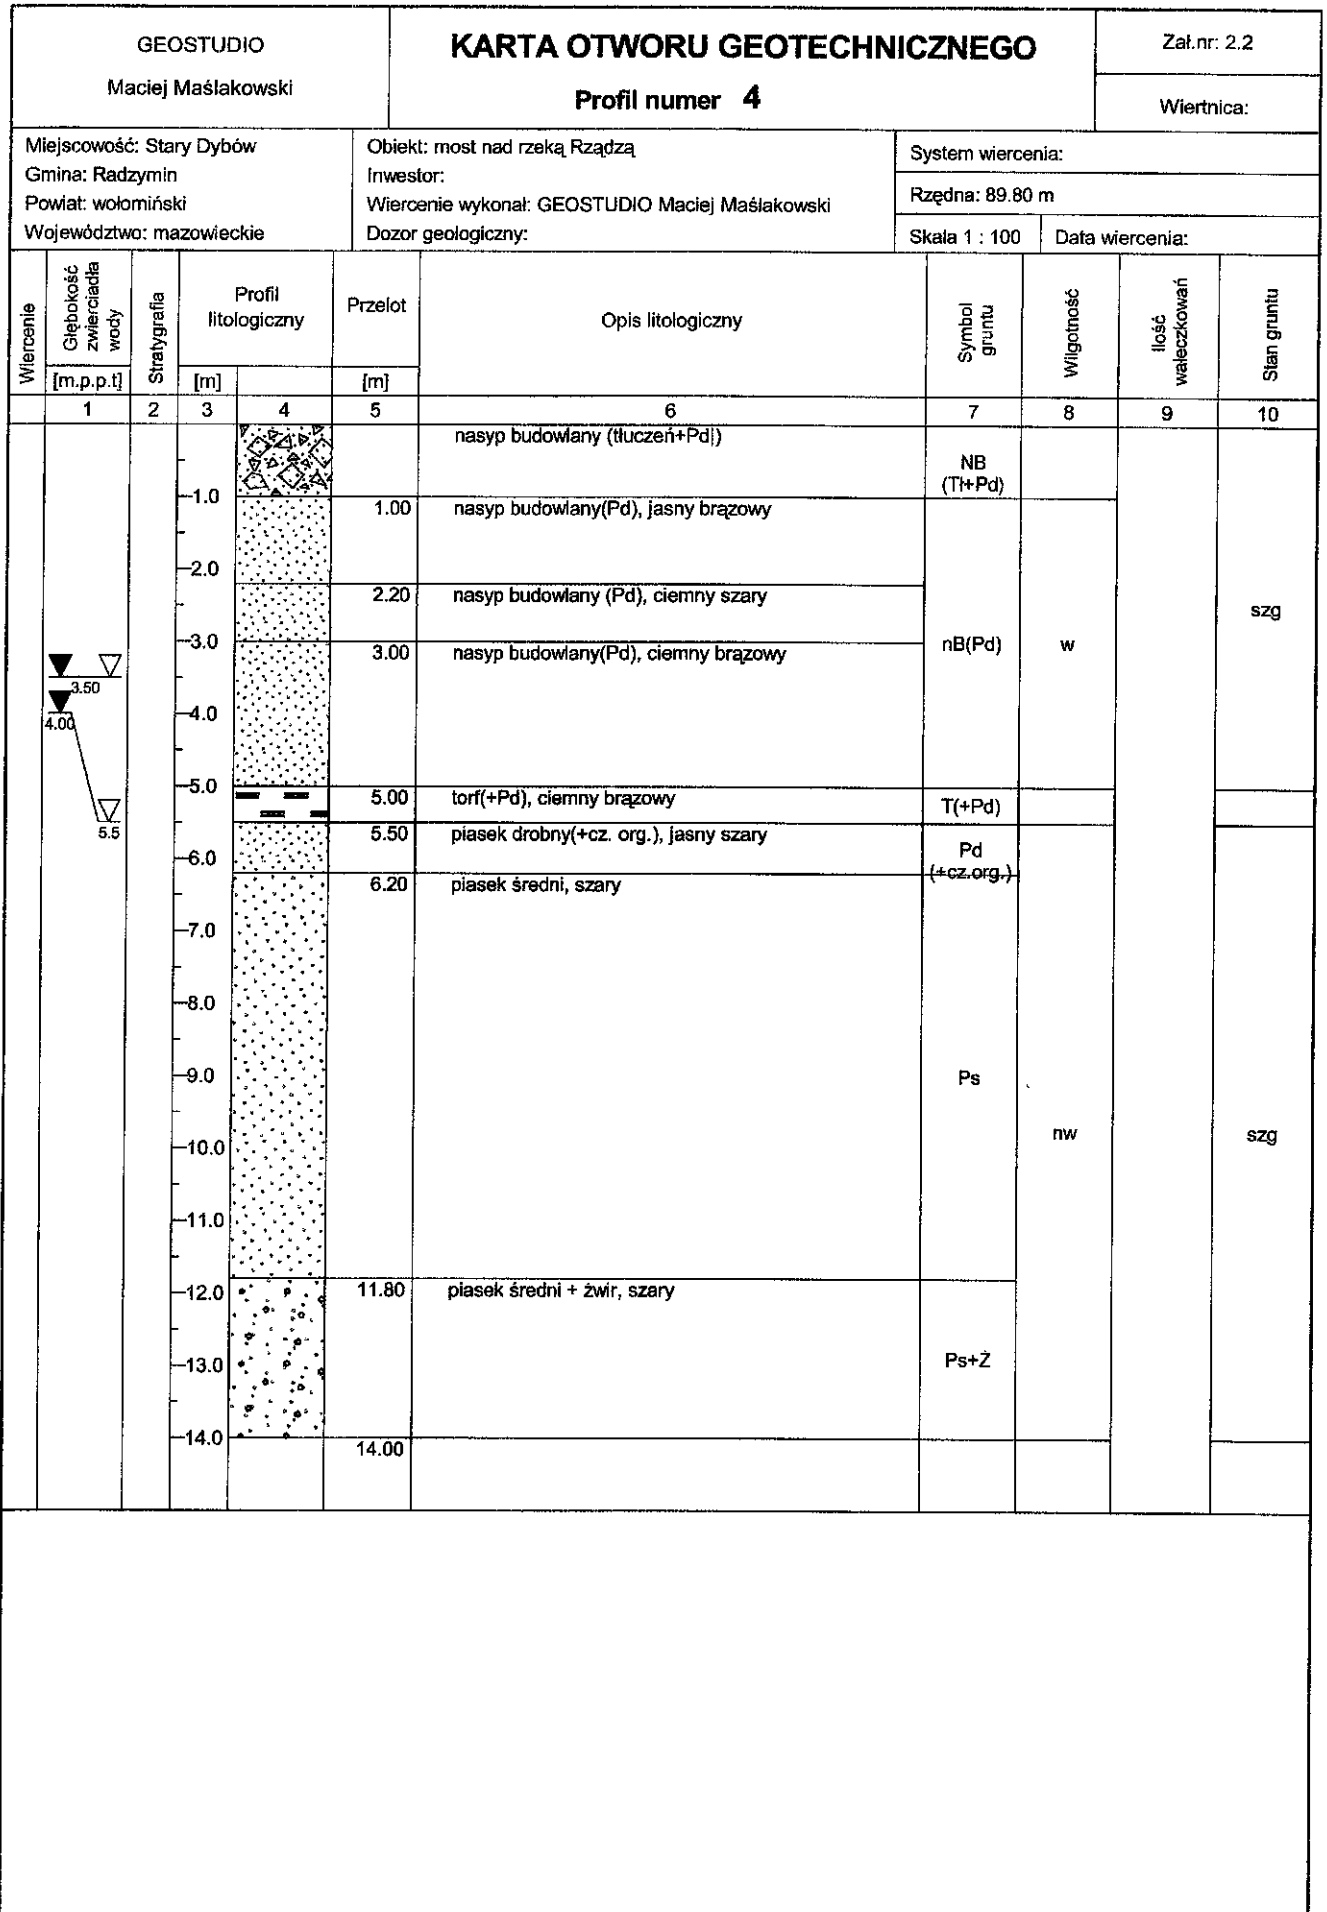 GEOSTUDIO
Maciej Maślakowski
KARTA OTWORU GEOTECHNICZNEGO
Profil numer 4
Zał.nr: 2.2
Wiertnica:
Miejscowość: Stary Dybów
Gmina: Radzymin
Powiat: wołomiński
Województwo: mazowieckie
Obiekt: most nad rzeką Rządzą
Inwestor:
Wiercenie wykonał: GEOSTUDIO Maciej Maślakowski
Dozor geologiczny:
System wiercenia:
Rzędna: 89.80 m
Skala 1 : 100
Data wiercenia:
Wiercenie
Głębokość zwierciadła wody
[m.p.p.t]
Stratygrafia
Profil litologiczny
[m]
Przelot
[m]
Opis litologiczny
Symbol gruntu
Wilgotność
Ilość wałeczkowań
Stan gruntu
1 2 3 4 5 6 7 8 9 10
nasyp budowlany (tłuczeń+Pd|)
NB
(Tł+Pd)
1.0
1.00 nasyp budowlany(Pd), jasny brązowy
2.0
2.20 nasyp budowlany (Pd), ciemny szary
szg
3.0
3.00 nasyp budowlany(Pd), ciemny brązowy
nB(Pd)
w
3.50
4.00
4.0
5.0
5.00 torf(+Pd), ciemny brązowy
T(+Pd)
5.5
5.50 piasek drobny(+cz. org.), jasny szary
Pd
(+cz.org.)
6.0
6.20 piasek średni, szary
7.0
8.0
9.0
Ps
10.0
nw
szg
11.0
12.0
11.80 piasek średni + żwir, szary
13.0
Ps+Ż
14.0
14.00